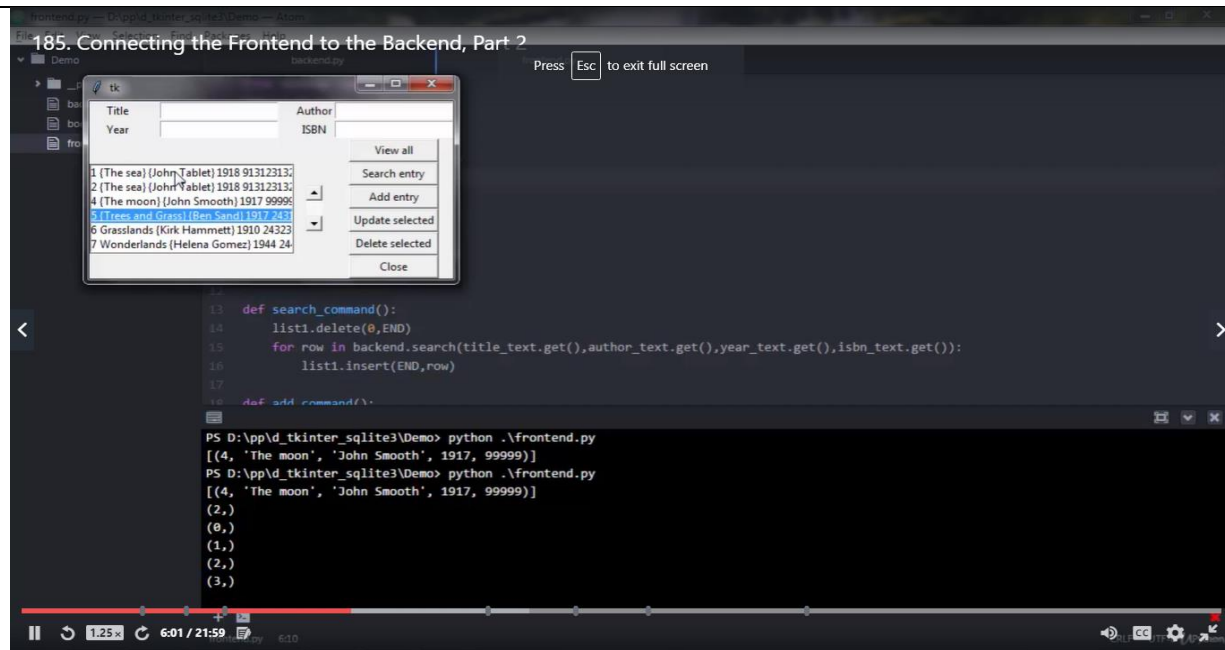 frontend.py — D:\pp\d_tkinter_sqlite3\Demo — Atom
185. Connecting the Frontend to the Backend, Part 2
Press Esc to exit full screen
Demo
backend.py
tk
Title
Author
Year
ISBN
View all
Search entry
Add entry
Update selected
Delete selected
Close
1 {The sea} {John Tablet} 1918 913123132
2 {The sea} {John Tablet} 1918 913123132
4 {The moon} {John Smooth} 1917 99999
5 {Trees and Grass} {Ben Sand} 1917 2431
6 Grasslands {Kirk Hammett} 1910 24323
7 Wonderlands {Helena Gomez} 1944 24
12
13 def search_command():
14 list1.delete(0,END)
15 for row in backend.search(title_text.get(),author_text.get(),year_text.get(),isbn_text.get()):
16 list1.insert(END,row)
17
18 def add_command():
PS D:\pp\d_tkinter_sqlite3\Demo> python .\frontend.py
[(4, 'The moon', 'John Smooth', 1917, 99999)]
PS D:\pp\d_tkinter_sqlite3\Demo> python .\frontend.py
[(4, 'The moon', 'John Smooth', 1917, 99999)]
(2,)
(0,)
(1,)
(2,)
(3,)
1.25x
6:01 / 21:59
6:10
CC